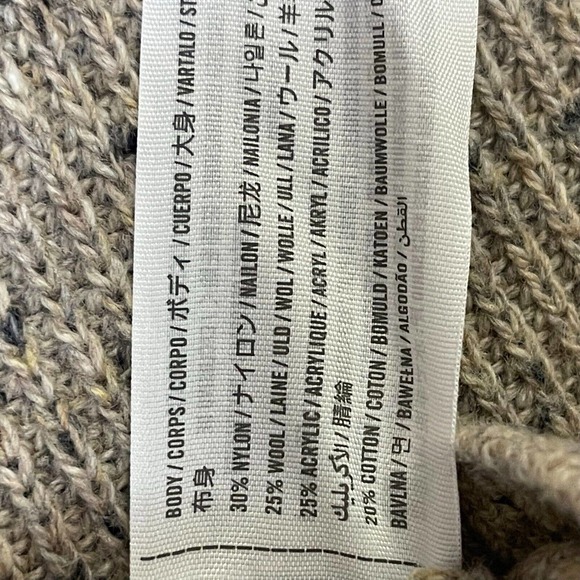 BODY / CORPS / CORPO / ボディ / CUERPO / 大身 / VARTALO / ST
布身
30% NYLON / ナイロン / NAILON / 尼龙 / NAILONIA / 나일론 /
25% WOOL / LAINE / ULD / WOL / WOLLE / ULL / LANA / ウール / 羊
25% ACRYLIC / ACRYLIQUE / ACRYL / AKRYL / ACRILICO / アクリル
腈綸 / لأكريليك
20% COTTON / COTON / BOMULD / KATOEN / BAUMWOLLE / BOMULL /
BAVLNA / 면 / BAWEŁNA / ALGODÃO / القطن